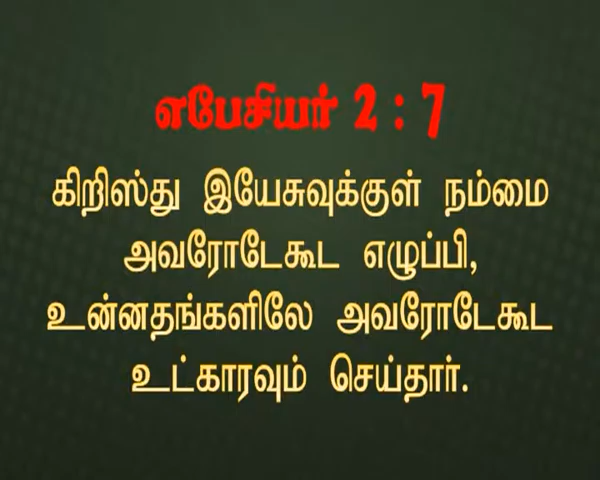 எபேசியர் 2 : 7
கிறிஸ்து இயேசுவுக்குள் நம்மை
அவரோடேகூட எழுப்பி,
உன்னதங்களிலே அவரோடேகூட
உட்காரவும் செய்தார்.